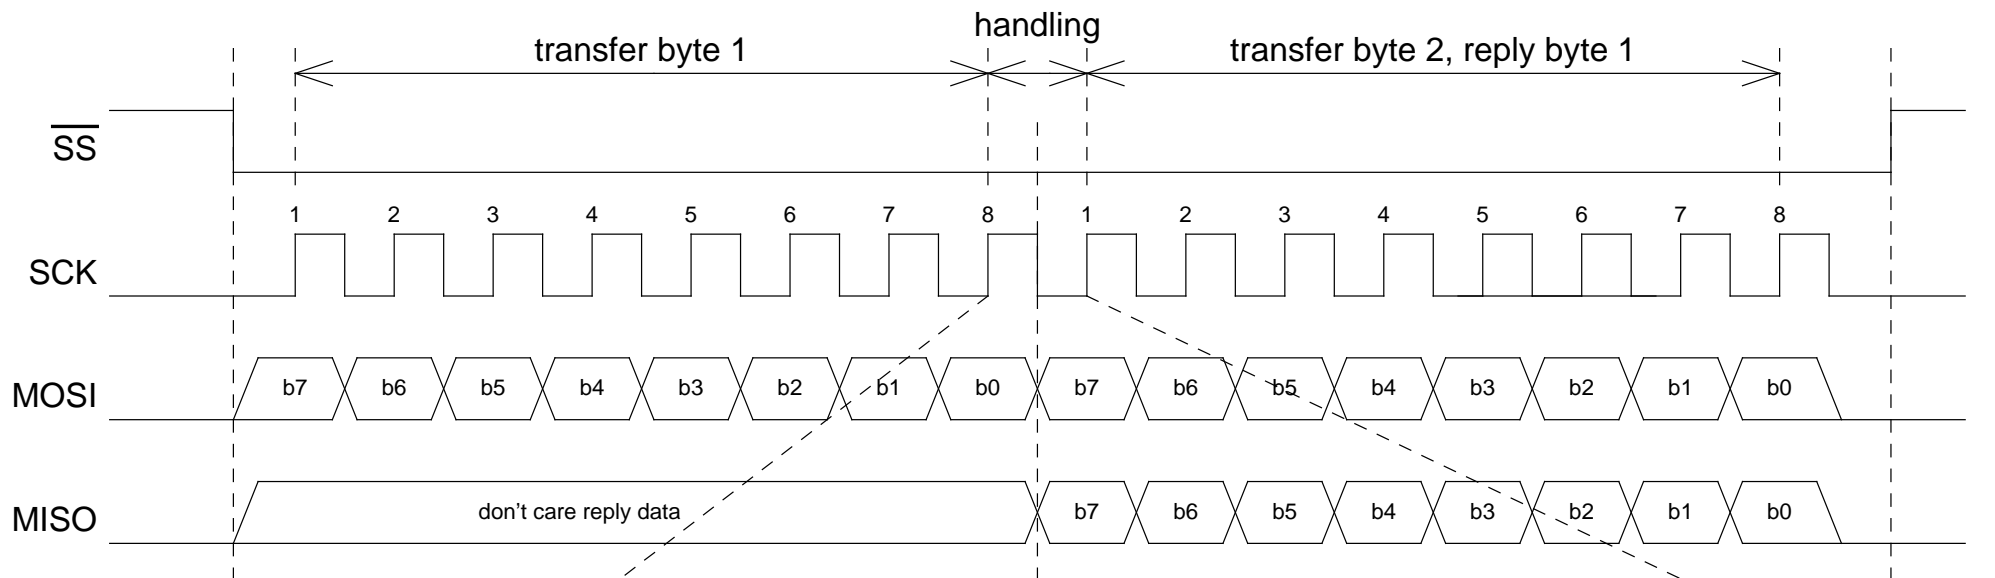 handling
transfer byte 1
transfer byte 2, reply byte 1
SS
1 2 3 4 5 6 7 8 1 2 3 4 5 6 7 8
SCK
MOSI b7 b6 b5 b4 b3 b2 b1 b0 b7 b6 b5 b4 b3 b2 b1 b0
MISO don't care reply data b7 b6 b5 b4 b3 b2 b1 b0